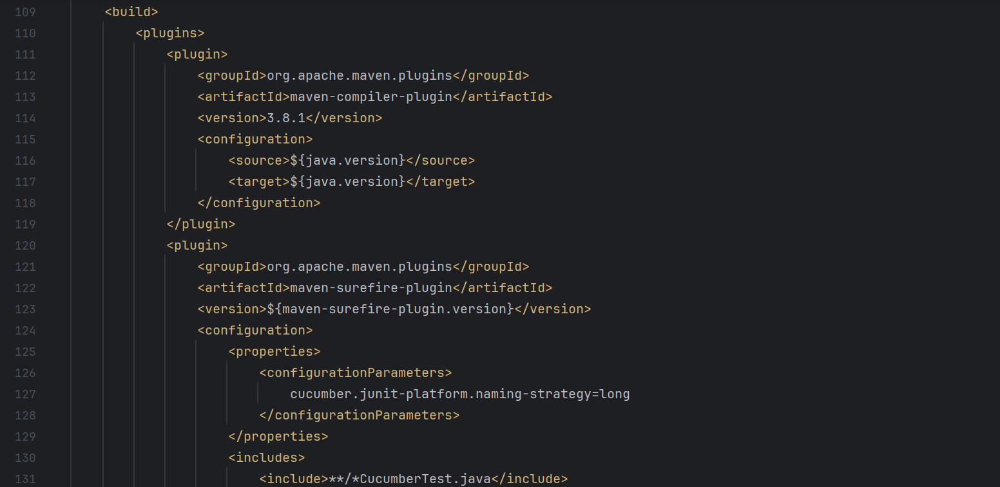 109 <build>
110 <plugins>
111 <plugin>
112 <groupId>org.apache.maven.plugins</groupId>
113 <artifactId>maven-compiler-plugin</artifactId>
114 <version>3.8.1</version>
115 <configuration>
116 <source>${java.version}</source>
117 <target>${java.version}</target>
118 </configuration>
119 </plugin>
120 <plugin>
121 <groupId>org.apache.maven.plugins</groupId>
122 <artifactId>maven-surefire-plugin</artifactId>
123 <version>${maven-surefire-plugin.version}</version>
124 <configuration>
125 <properties>
126 <configurationParameters>
127 cucumber.junit-platform.naming-strategy=long
128 </configurationParameters>
129 </properties>
130 <includes>
131 <include>**/*CucumberTest.java</include>